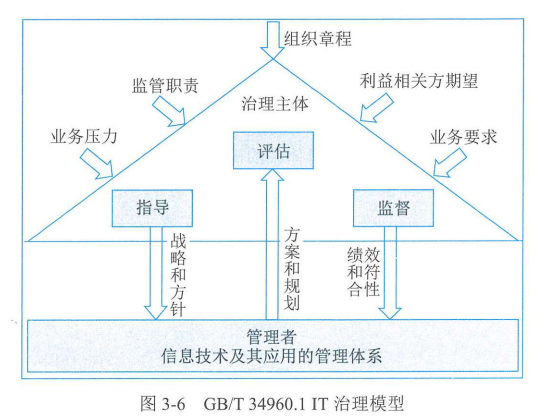 组织章程
监管职责
利益相关方期望
治理主体
业务压力
业务要求
评估
指导
监督
战略和方针
方案和规划
绩效和符合性
管理者
信息技术及其应用的管理体系
图 3-6 GB/T 34960.1 IT 治理模型